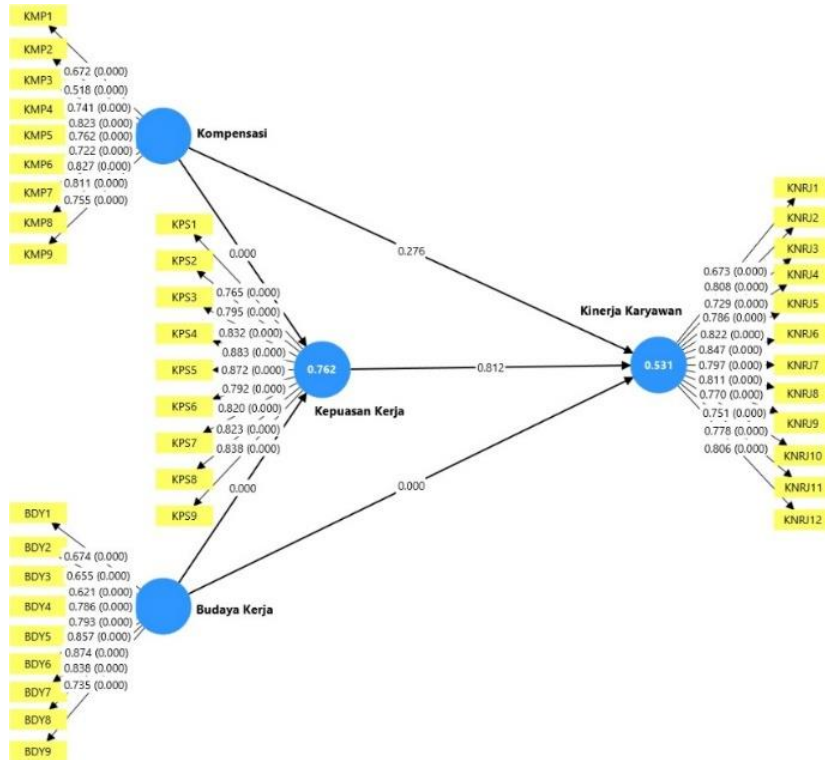 KMP1
KMP2
KMP3
KMP4
KMP5
KMP6
KMP7
KMP8
KMP9
0.672 (0.000)
0.518 (0.000)
0.741 (0.000)
0.823 (0.000)
0.762 (0.000)
0.722 (0.000)
0.827 (0.000)
0.811 (0.000)
0.755 (0.000)
Kompensasi
KPS1
KPS2
KPS3
KPS4
KPS5
KPS6
KPS7
KPS8
KPS9
0.000
0.765 (0.000)
0.795 (0.000)
0.832 (0.000)
0.883 (0.000)
0.872 (0.000)
0.792 (0.000)
0.820 (0.000)
0.823 (0.000)
0.838 (0.000)
0.000
0.762
Kepuasan Kerja
0.276
0.812
0.000
Kinerja Karyawan
0.531
0.673 (0.000)
0.808 (0.000)
0.729 (0.000)
0.786 (0.000)
0.822 (0.000)
0.847 (0.000)
0.797 (0.000)
0.811 (0.000)
0.770 (0.000)
0.751 (0.000)
0.778 (0.000)
0.806 (0.000)
KNRJ1
KNRJ2
KNRJ3
KNRJ4
KNRJ5
KNRJ6
KNRJ7
KNRJ8
KNRJ9
KNRJ10
KNRJ11
KNRJ12
BDY1
BDY2
BDY3
BDY4
BDY5
BDY6
BDY7
BDY8
BDY9
0.674 (0.000)
0.655 (0.000)
0.621 (0.000)
0.786 (0.000)
0.793 (0.000)
0.857 (0.000)
0.874 (0.000)
0.838 (0.000)
0.735 (0.000)
Budaya Kerja